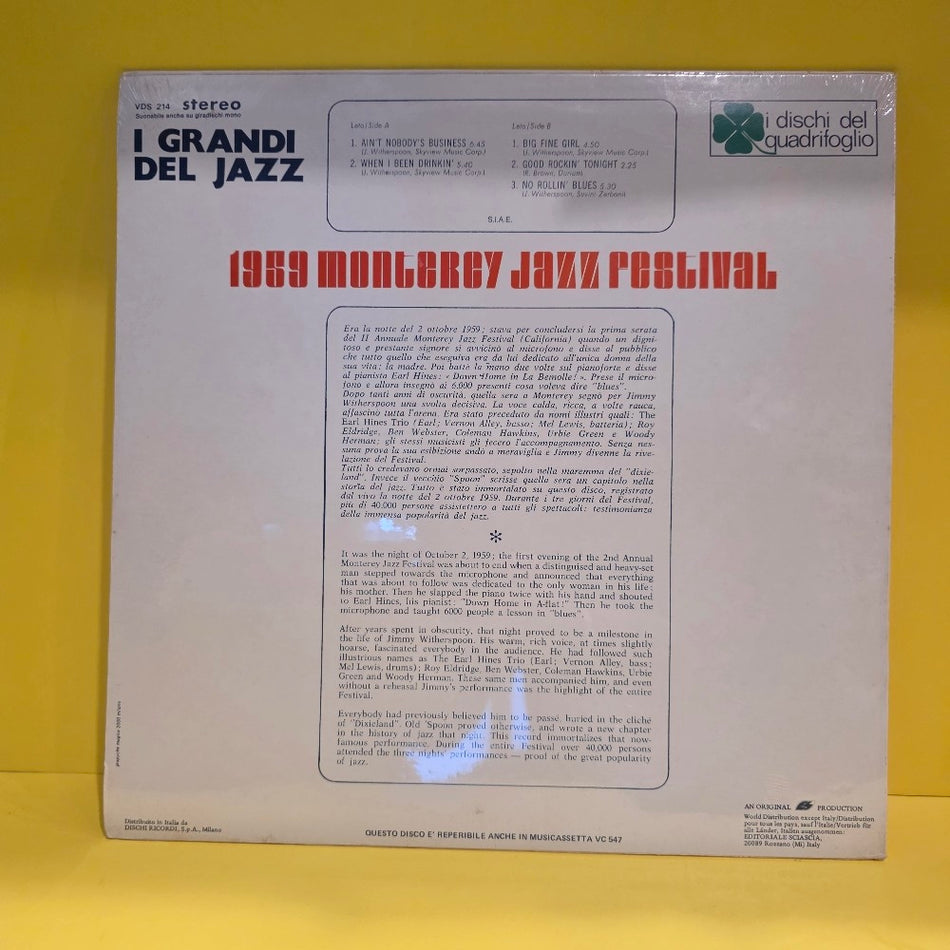 VDS 214 stereo
Suonabile anche su giradischi mono
I GRANDI
DEL JAZZ
Lato/Side A
1. AIN'T NOBODY'S BUSINESS 6.45
(J. Witherspoon, Skyview Music Corp.)
2. WHEN I BEEN DRINKIN' 5.40
(J. Witherspoon, Skyview Music Corp.)
Lato/Side B
1. BIG FINE GIRL 4.50
(J. Witherspoon, Skyview Music Corp.)
2. GOOD ROCKIN' TONIGHT 2.25
(R. Brown, Duriam)
3. NO ROLLIN' BLUES 5.30
(J. Witherspoon, Suvini Zerboni)
S.I.A.E.
i dischi del
quadrifoglio
1959 MONTEREY JAZZ FESTIVAL
Era la notte del 2 ottobre 1959; stava per concludersi la prima serata
del II Annuale Monterey Jazz Festival (California) quando un digni-
toso e prestante signore si avvicinò al microfono e disse al pubblico
che tutto quello che eseguiva era da lui dedicato all'unica donna della
sua vita: la madre. Poi batté la mano due volte sul pianoforte e disse
al pianista Earl Hines: « Down Home in La Bemolle! ». Prese il micro-
fono e allora insegnò ai 6.000 presenti cosa voleva dire "blues".
Dopo tanti anni di oscurità, quella sera a Monterey segnò per Jimmy
Witherspoon una svolta decisiva. La voce calda, ricca, a volte rauca,
affascinò tutta l'arena. Era stato preceduto da nomi illustri quali: The
Earl Hines Trio (Earl; Vernon Alley, basso; Mel Lewis, batteria); Roy
Eldridge, Ben Webster, Coleman Hawkins, Urbie Green e Woody
Herman; gli stessi musicisti gli fecero l'accompagnamento. Senza nes-
suna prova la sua esibizione andò a meraviglia e Jimmy divenne la rive-
lazione del Festival.
Tutti lo credevano ormai sorpassato, sepolto nella maremma del "dixie-
land". Invece il vecchio "Spoon" scrisse quella sera un capitolo nella
storia del jazz. Tutto è stato immortalato su questo disco, registrato
dal vivo la notte del 2 ottobre 1959. Durante i tre giorni del Festival,
più di 40.000 persone assistettero a tutti gli spettacoli: testimonianza
della immensa popolarità del jazz.
*
It was the night of October 2, 1959; the first evening of the 2nd Annual
Monterey Jazz Festival was about to end when a distinguised and heavy-set
man stepped towards the microphone and announced that everything
that was about to follow was dedicated to the only woman in his life:
his mother. Then he slapped the piano twice with his hand and shouted
to Earl Hines, his pianist: "Down Home in A-flat!" Then he took the
microphone and taught 6000 people a lesson in "blues".
After years spent in obscurity, that night proved to be a milestone in
the life of Jimmy Witherspoon. His warm, rich voice, at times slightly
hoarse, fascinated everybody in the audience. He had followed such
illustrious names as The Earl Hines Trio (Earl; Vernon Alley, bass;
Mel Lewis, drums); Roy Eldridge, Ben Webster, Coleman Hawkins, Urbie
Green and Woody Herman. These same men accompanied him, and even
without a rehearsal Jimmy's performance was the highlight of the entire
Festival.
Everybody had previously believed him to be passé, buried in the cliché
of "Dixieland". Old 'Spoon proved otherwise, and wrote a new chapter
in the history of jazz that night. This record immortalizes that now-
famous performance. During the entire Festival over 40,000 persons
attended the three nights' performances — proof of the great popularity
of jazz.
Distribuito in Italia da
DISCHI RICORDI, S.p.A., Milano
QUESTO DISCO E' REPERIBILE ANCHE IN MUSICASSETTA VC 547
AN ORIGINAL PRODUCTION
World Distribution except Italy/Distribution
pour tous les pays, sauf l'Italie/Vertrieb für
alle Länder, Italien ausgenommen:
EDITORIALE SCIASCIA,
20089 Rozzano (Mi) Italy